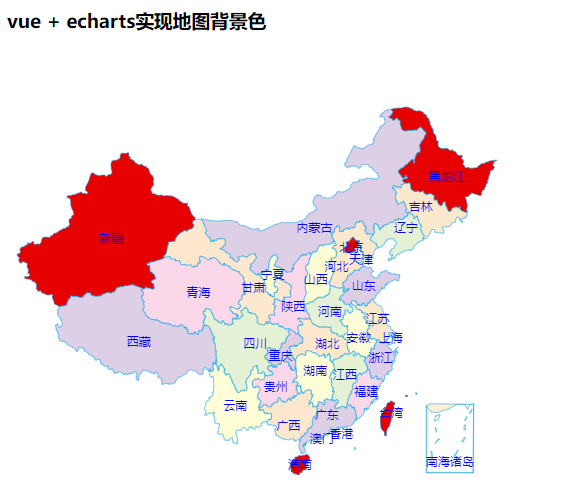 vue + echarts实现地图背景色
黑龙江
吉林
辽宁
内蒙古
新疆
北京
天津
河北
山西
宁夏
山东
青海
甘肃
陕西
河南
江苏
西藏
四川
重庆
湖北
安徽
上海
浙江
湖南
江西
贵州
福建
云南
广西
广东
台湾
香港
澳门
海南
南海诸岛